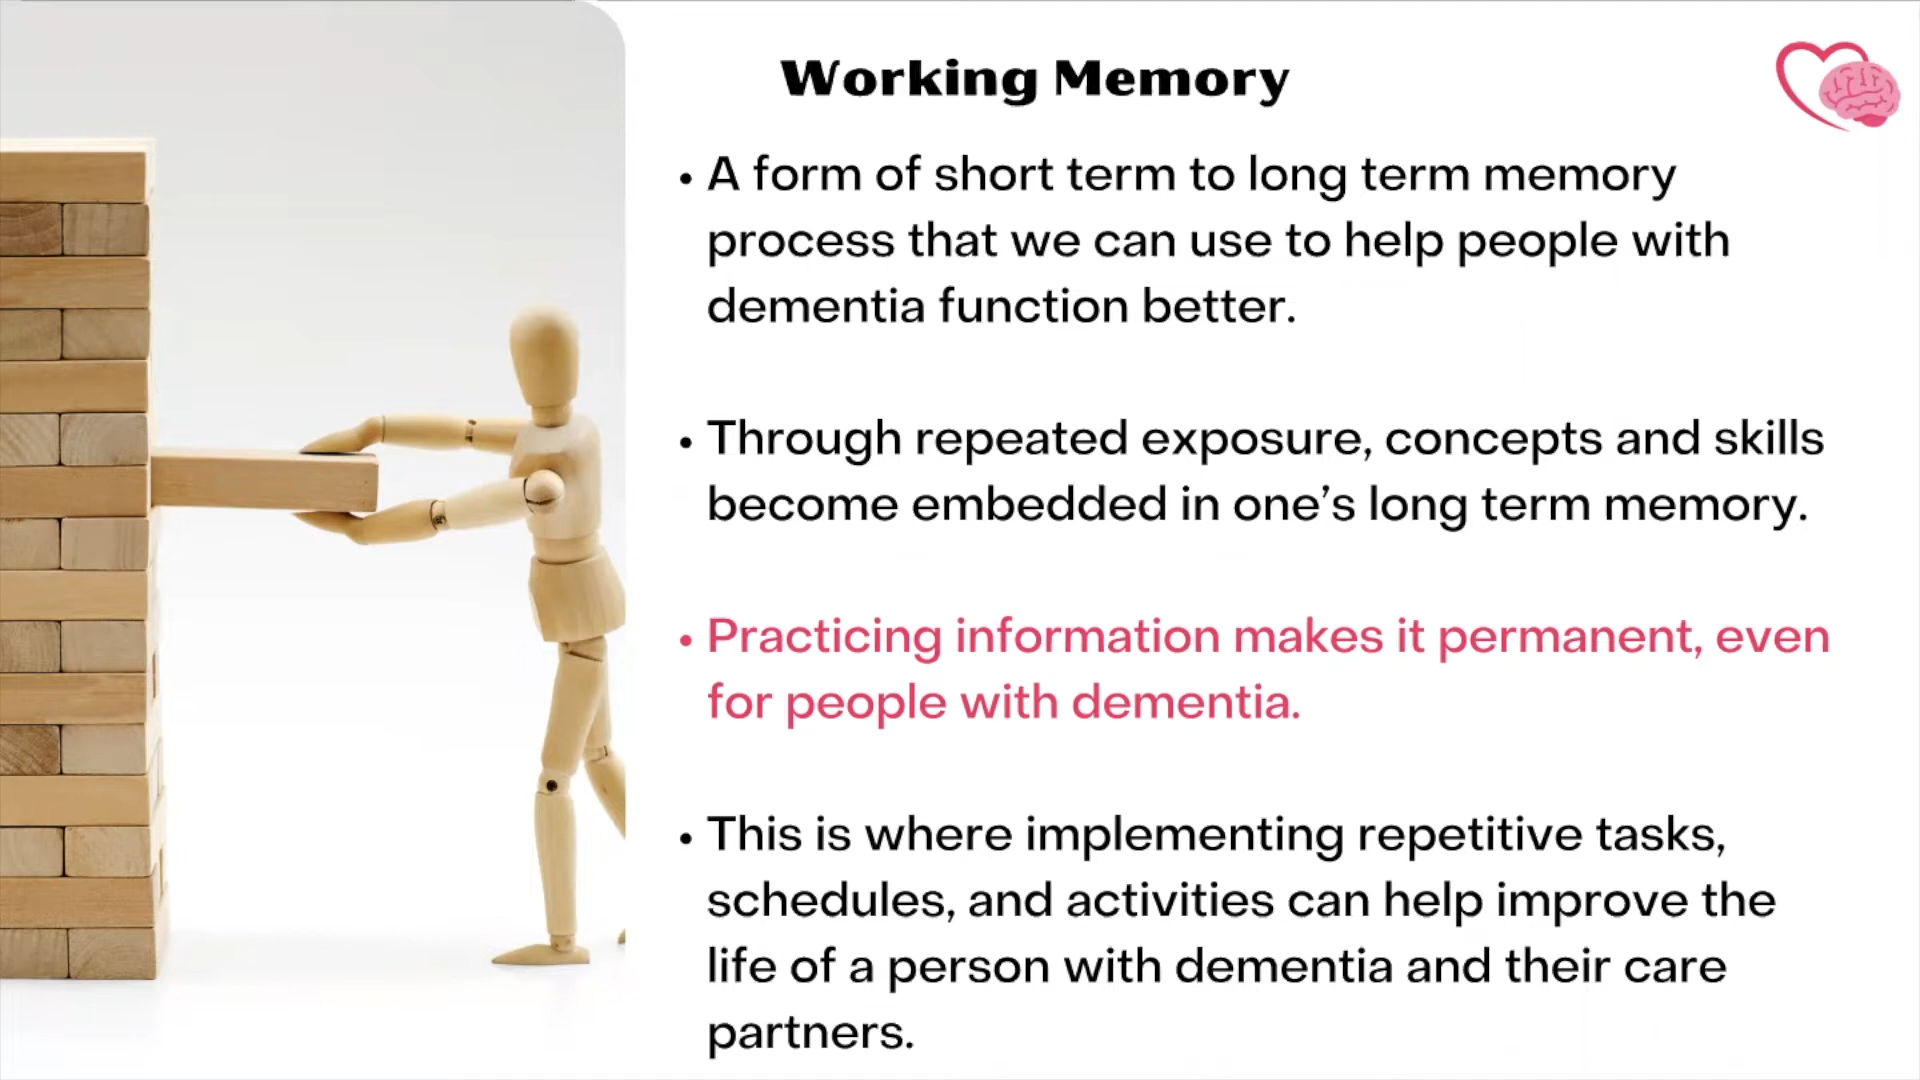 Working Memory
• A form of short term to long term memory
process that we can use to help people with
dementia function better.
• Through repeated exposure, concepts and skills
become embedded in one’s long term memory.
• Practicing information makes it permanent, even
for people with dementia.
• This is where implementing repetitive tasks,
schedules, and activities can help improve the
life of a person with dementia and their care
partners.